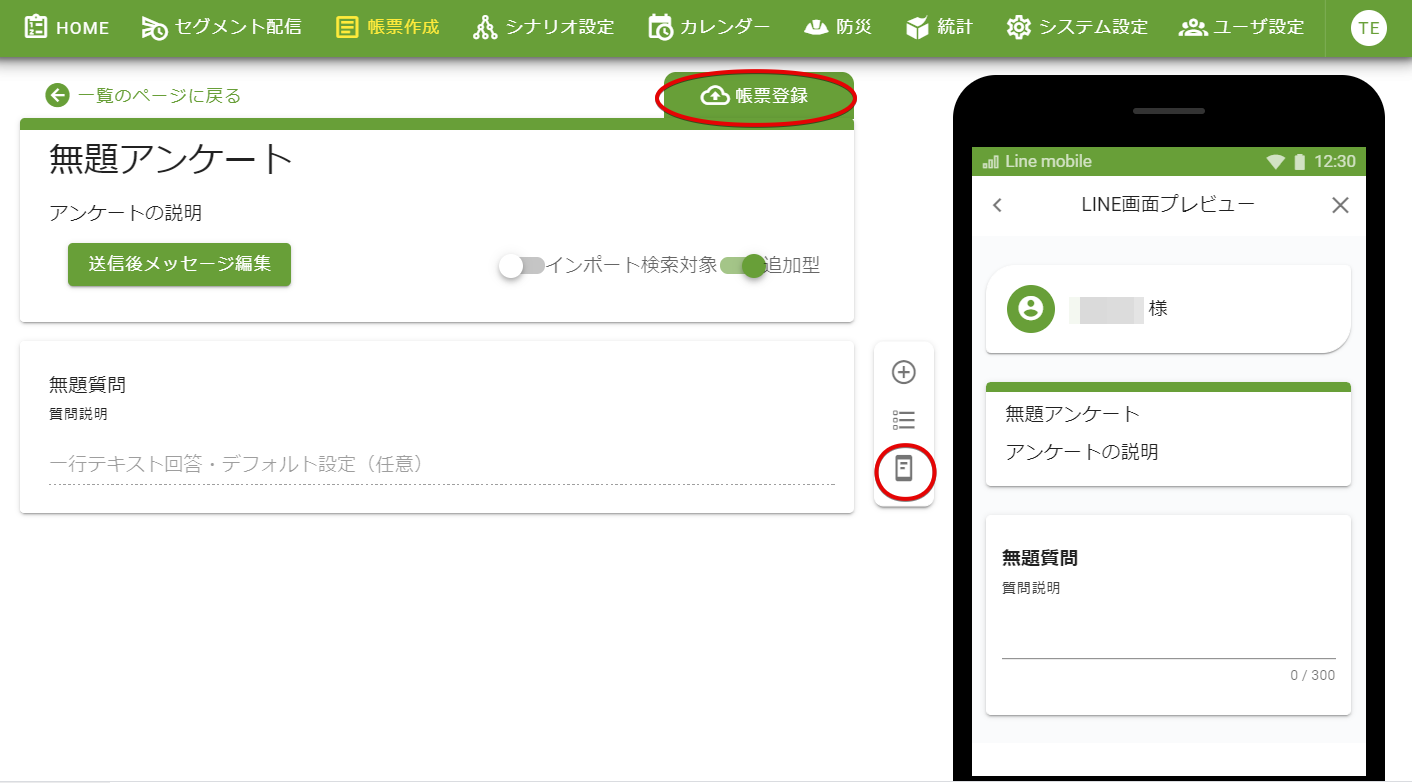 HOME セグメント配信 帳票作成 シナリオ設定 カレンダー 防災 統計 システム設定 ユーザ設定 TE
一覧のページに戻る
帳票登録
無題アンケート
アンケートの説明
送信後メッセージ編集
インポート検索対象 追加型
無題質問
質問説明
一行テキスト回答・デフォルト設定（任意）
Line mobile 12:30
LINE画面プレビュー
様
無題アンケート
アンケートの説明
無題質問
質問説明
0 / 300